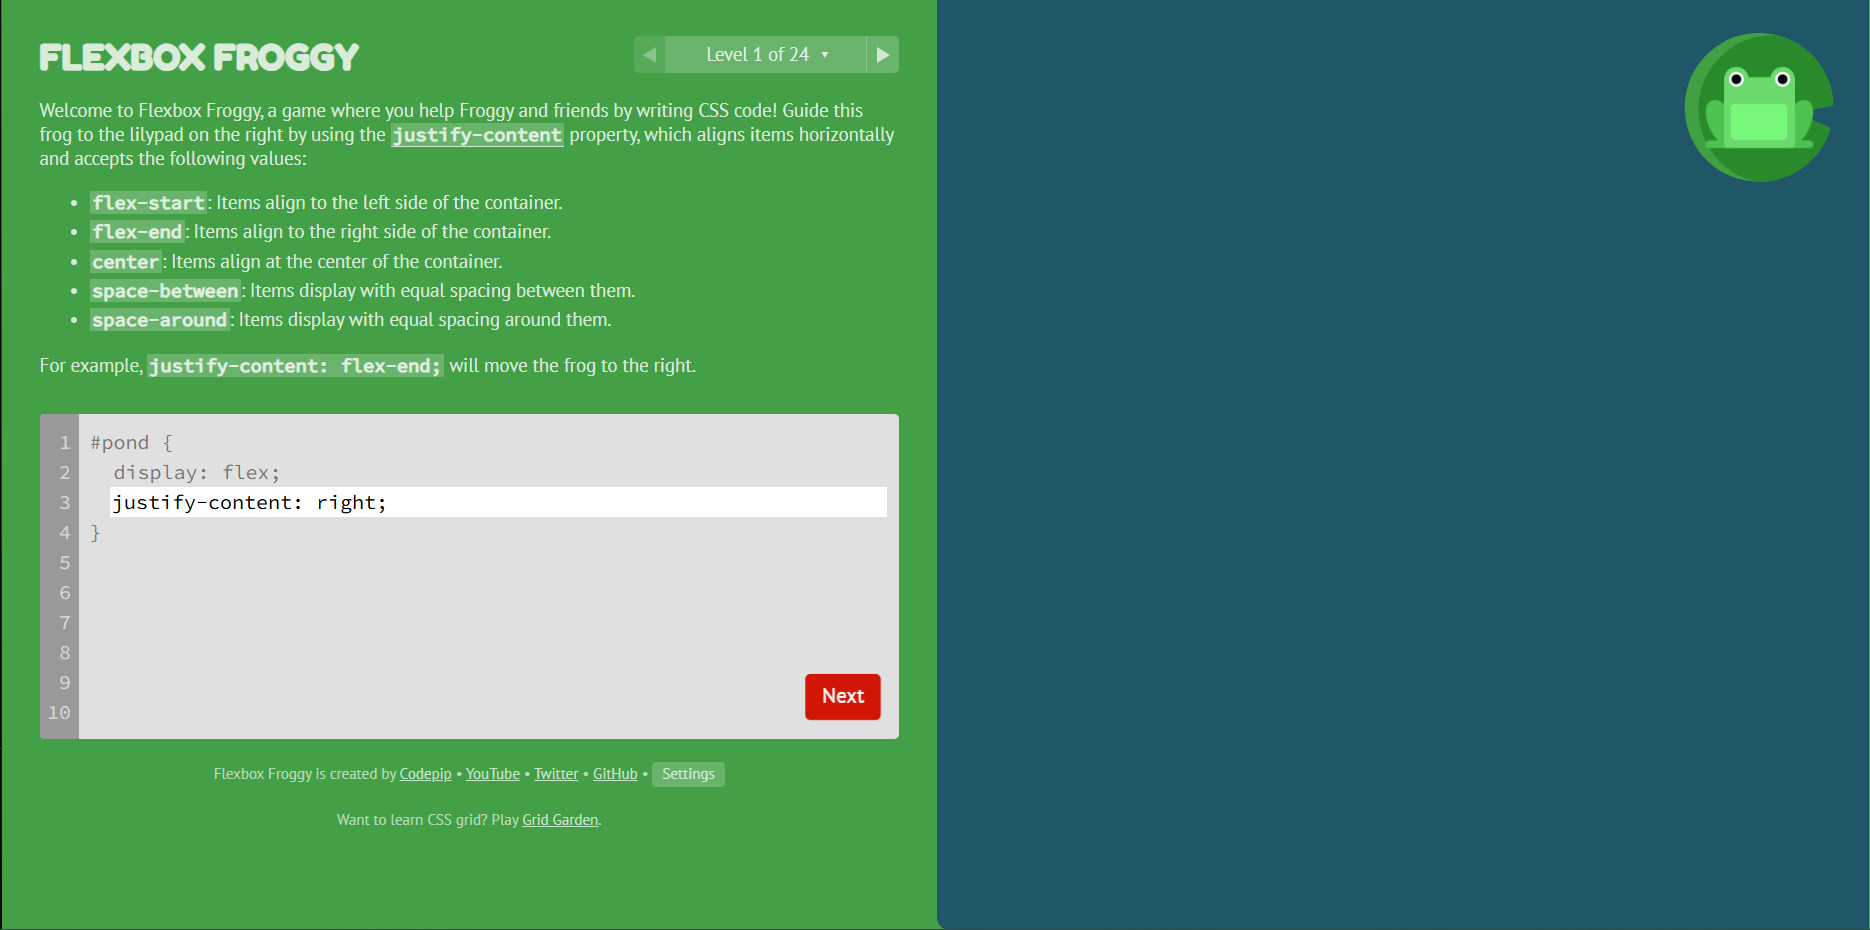 FLEXBOX FROGGY
◀ Level 1 of 24 ▼ ▶
Welcome to Flexbox Froggy, a game where you help Froggy and friends by writing CSS code! Guide this
frog to the lilypad on the right by using the justify-content property, which aligns items horizontally
and accepts the following values:
• flex-start: Items align to the left side of the container.
• flex-end: Items align to the right side of the container.
• center: Items align at the center of the container.
• space-between: Items display with equal spacing between them.
• space-around: Items display with equal spacing around them.
For example, justify-content: flex-end; will move the frog to the right.
1 #pond {
2   display: flex;
3   justify-content: right;
4 }
5
6
7
8
9
10
Next
Flexbox Froggy is created by Codepip • YouTube • Twitter • GitHub • Settings
Want to learn CSS grid? Play Grid Garden.